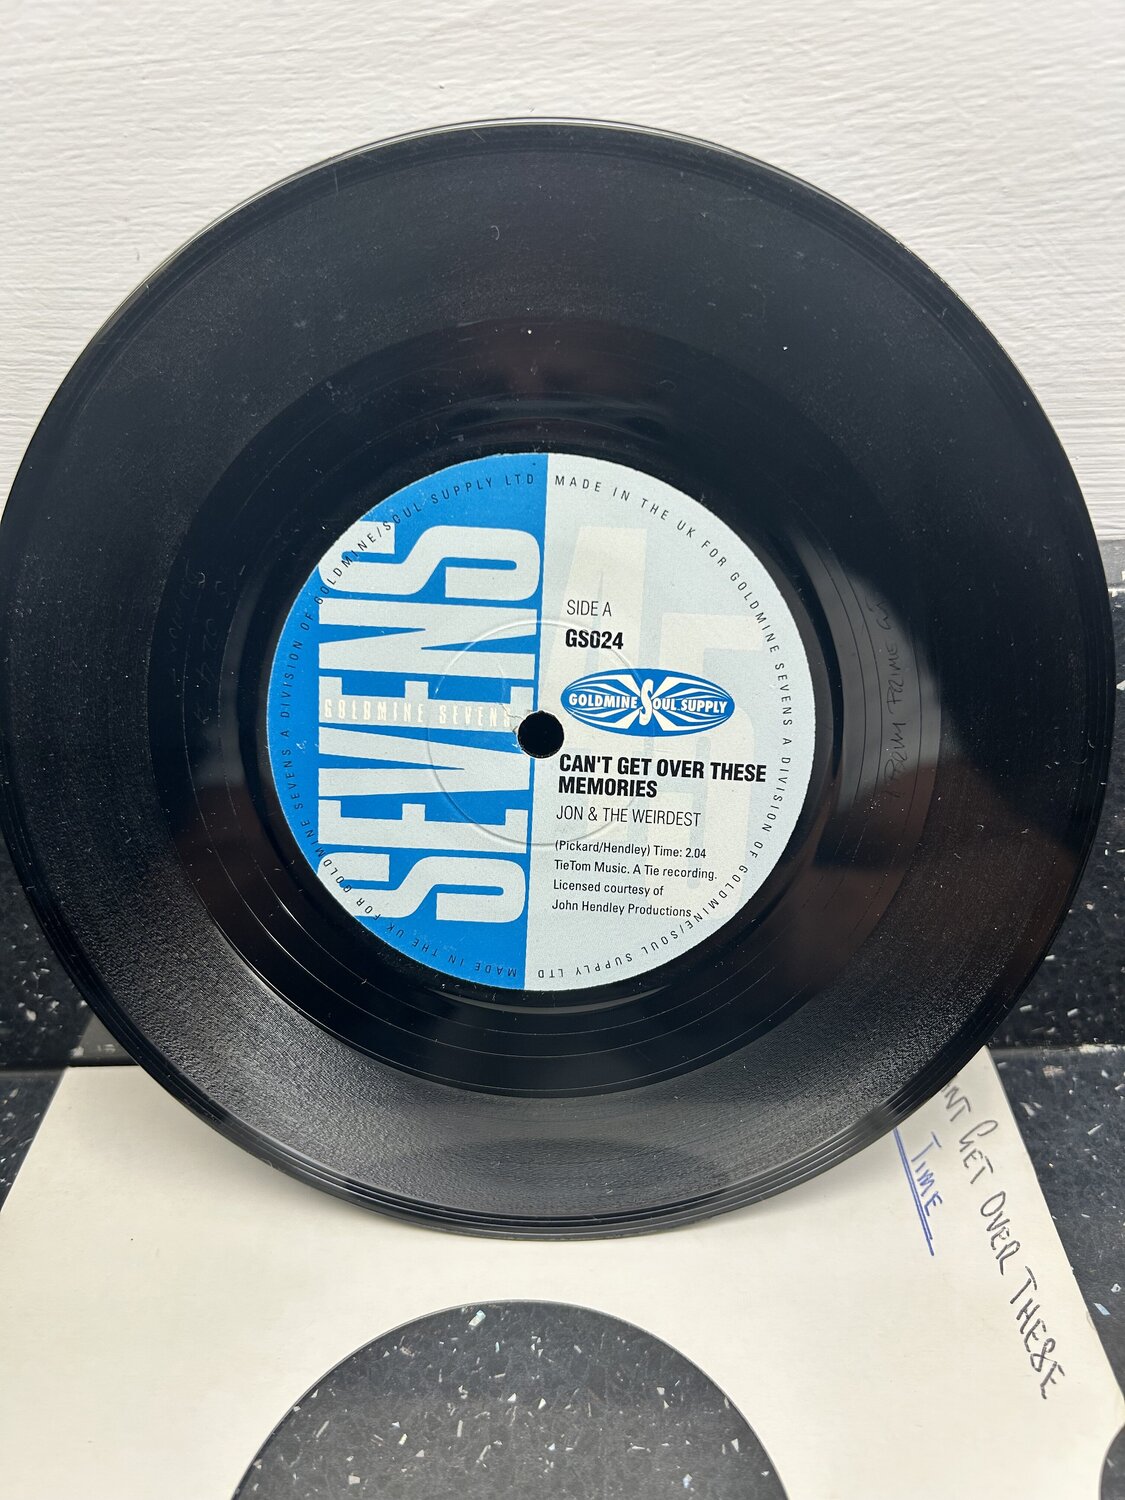 MADE IN THE UK FOR GOLDMINE SEVENS A DIVISION OF GOLDMINE/SOUL SUPPLY LTD
MADE IN THE UK FOR GOLDMINE SEVENS A DIVISION OF GOLDMINE/SOUL SUPPLY LTD
SEVENS
GOLDMINE SEVENS
45
SIDE A
GS024
GOLDMINE SOUL SUPPLY
CAN'T GET OVER THESE
MEMORIES
JON & THE WEIRDEST
(Pickard/Hendley) Time: 2.04
TieTom Music. A Tie recording.
Licensed courtesy of
John Hendley Productions
GET OVER THESE
TIME